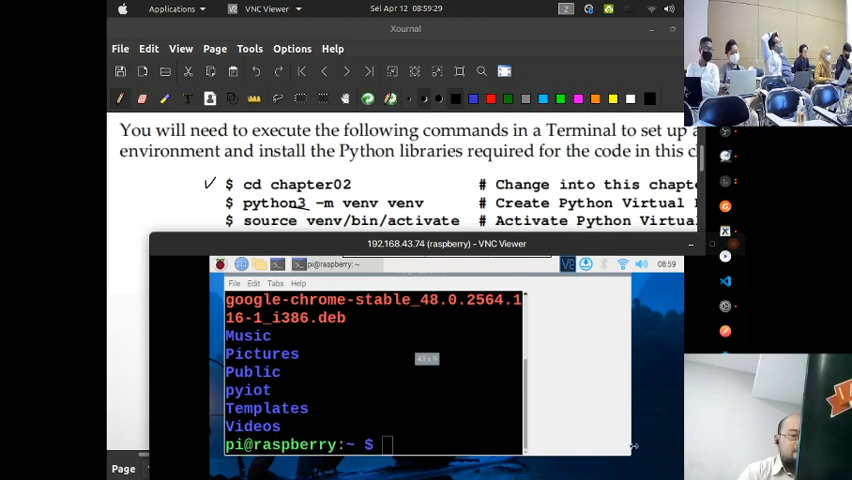 Applications
VNC Viewer
Sel Apr 12 08:59:29
2
Xournal
File Edit View Page Tools Options Help
You will need to execute the following commands in a Terminal to set up a
environment and install the Python libraries required for the code in this cl
$ cd chapter02 # Change into this chapte
$ python3 -m venv venv # Create Python Virtual
$ source venv/bin/activate # Activate Python Virtua
192.168.43.74 (raspberry) - VNC Viewer
pi@raspberry: ~ 08:59
File Edit Tabs Help
google-chrome-stable_48.0.2564.1
16-1_i386.deb
Music
Pictures
Public
pyiot
Templates
Videos
pi@raspberry:~ $
Page